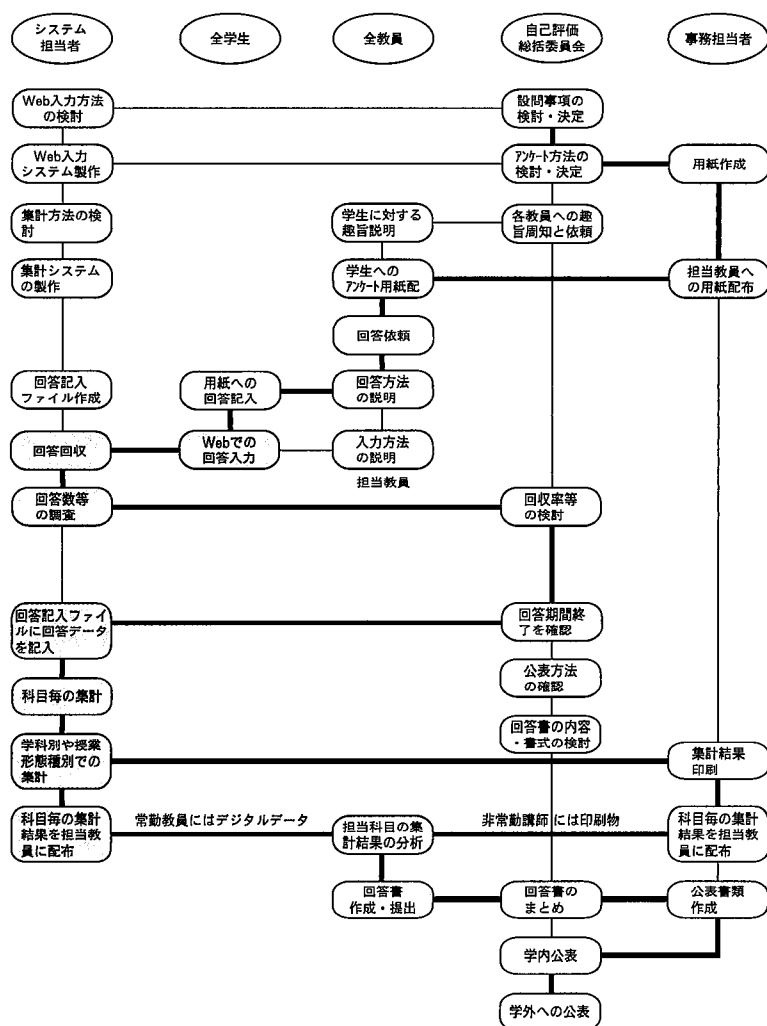 システム
担当者
全学生
全教員
自己評価
総括委員会
事務担当者
Web入力方法
の検討
設問事項の
検討・決定
Web入力
システム製作
アンケート方法の
検討・決定
用紙作成
集計方法の検
討
学生に対する
趣旨説明
各教員への趣
旨周知と依頼
集計システム
の製作
学生への
アンケート用紙配
担当教員へ
の用紙配布
回答依頼
回答記入
ファイル作成
用紙への
回答記入
回答方法
の説明
回答回収
Webでの
回答入力
入力方法
の説明
担当教員
回答数等
の調査
回収率等
の検討
回答記入ファ
イルに回答データ
を記入
回答期間終
了を確認
公表方法
の確認
科目毎の集計
回答書の内容
・書式の検討
学科別や授業
形態種別での
集計
集計結果
印刷
科目毎の集計
結果を担当教
員に配布
常勤教員にはデジタルデータ
担当科目の集
計結果の分析
非常勤講師には印刷物
科目毎の集計
結果を担当教
員に配布
回答書
作成・提出
回答書の
まとめ
公表書類
作成
学内公表
学外への公表